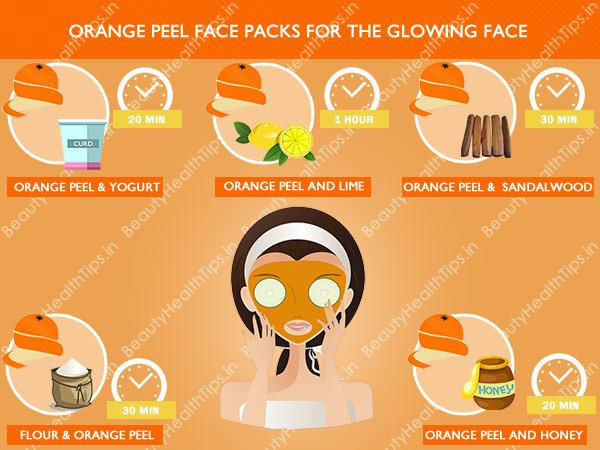 ORANGE PEEL FACE PACKS FOR THE GLOWING FACE
20 MIN
1 HOUR
30 MIN
CURD
ORANGE PEEL & YOGURT
ORANGE PEEL AND LIME
ORANGE PEEL & SANDALWOOD
HONEY
30 MIN
20 MIN
FLOUR & ORANGE PEEL
ORANGE PEEL AND HONEY
BeautyHealthTips.in